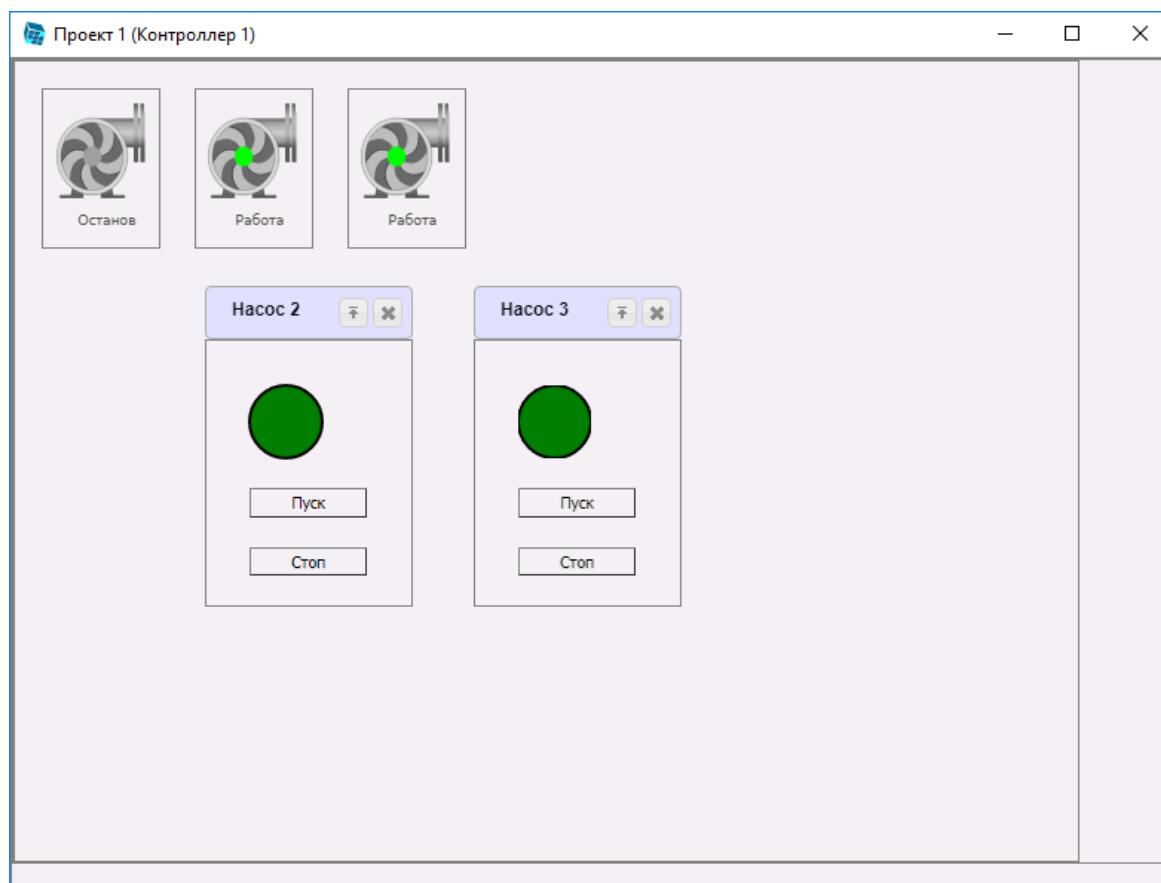 Проект 1 (Контроллер 1)
Останов
Работа
Работа
Насос 2
Насос 3
Пуск
Пуск
Стоп
Стоп